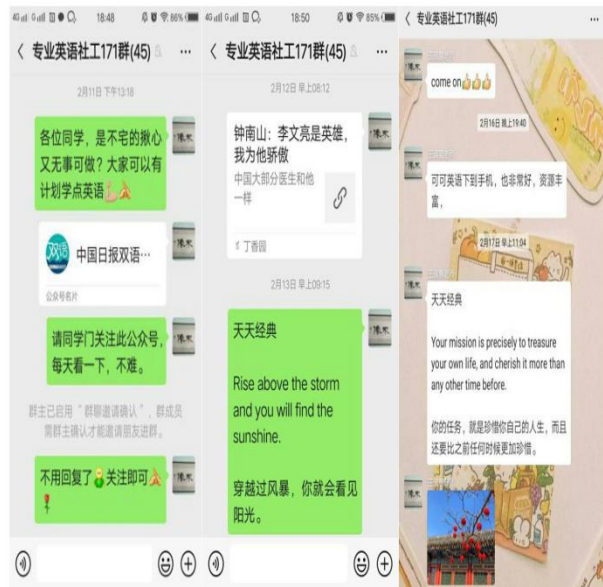 18:48
86%
专业英语社工171群(45)
2月11日 下午13:18
各位同学，是不宅的揪心
又无事可做？大家可以有
计划学点英语
双语
中国日报双语…
公众号名片
请同学门关注此公众号，
每天看一下，不难。
群主已启用“群聊邀请确认”，群成员
需群主确认才能邀请朋友进群。
不用回复了 关注即可
18:50
85%
专业英语社工171群(45)
2月12日 早上08:12
钟南山：李文亮是英雄，
我为他骄傲
中国大部分医生和他
一样
丁香园
2月13日 早上09:15
天天经典
Rise above the storm
and you will find the
sunshine.
穿越过风暴，你就会看见
阳光。
专业英语社工171群(45)
come on
2月16日 晚上19:40
可可英语下到手机，也非常好，资源丰
富，
2月17日 早上11:04
天天经典
Your mission is precisely to treasure
your own life, and cherish it more than
any other time before.
你的任务，就是珍惜你自己的人生，而且
还要比之前任何时候更加珍惜。